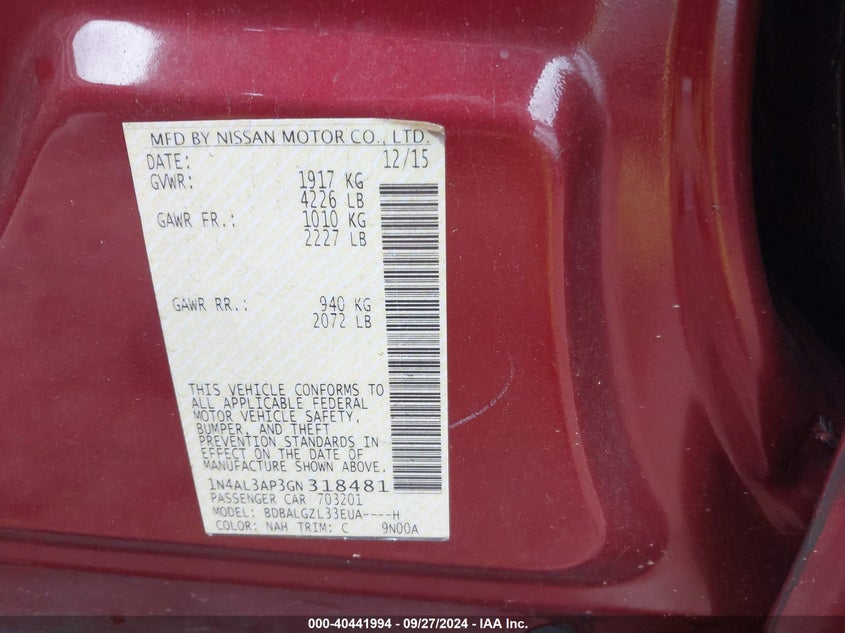 MFD BY NISSAN MOTOR CO., LTD.
DATE: 12/15
GVWR: 1917 KG
4226 LB
GAWR FR.: 1010 KG
2227 LB
GAWR RR.: 940 KG
2072 LB
THIS VEHICLE CONFORMS TO
ALL APPLICABLE FEDERAL
MOTOR VEHICLE SAFETY,
BUMPER, AND THEFT
PREVENTION STANDARDS IN
EFFECT ON THE DATE OF
MANUFACTURE SHOWN ABOVE.
1N4AL3AP3GN318481
PASSENGER CAR 703201
MODEL: BDBALGZL33EUA----H
COLOR: NAH TRIM: C 9N00A
000-40441994 - 09/27/2024 - IAA, Inc.